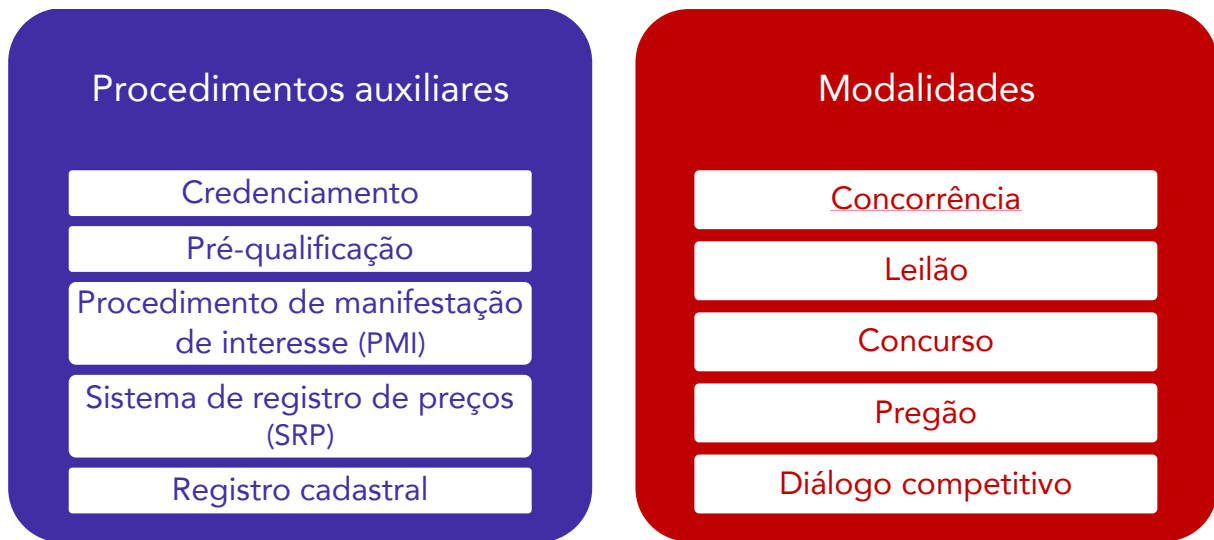 Procedimentos auxiliares
Credenciamento
Pré-qualificação
Procedimento de manifestação
de interesse (PMI)
Sistema de registro de preços
(SRP)
Registro cadastral
Modalidades
Concorrência
Leilão
Concurso
Pregão
Diálogo competitivo